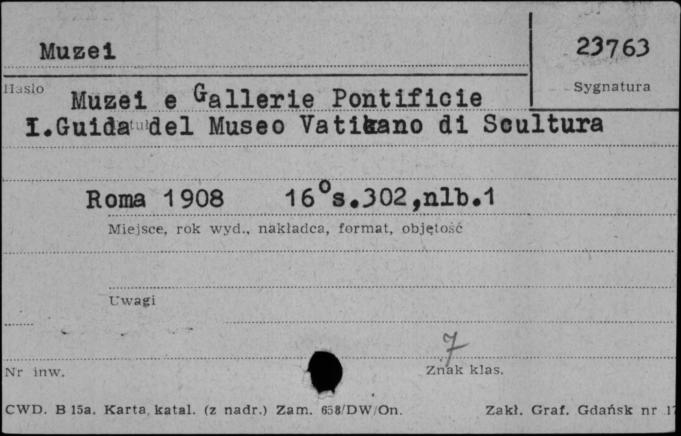 Muzei
23763
Hasło
Sygnatura
Muzei e Gallerie Pontificie
I.Guida del Museo Vatikano di Scultura
Roma 1908 16°s.302,nlb.1
Miejsce, rok wyd., nakładca, format, objętość
Uwagi
7
Nr inw.
Znak klas.
CWD. B 15a. Karta katal. (z nadr.) Zam. 658/DW/On.
Zakł. Graf. Gdańsk nr